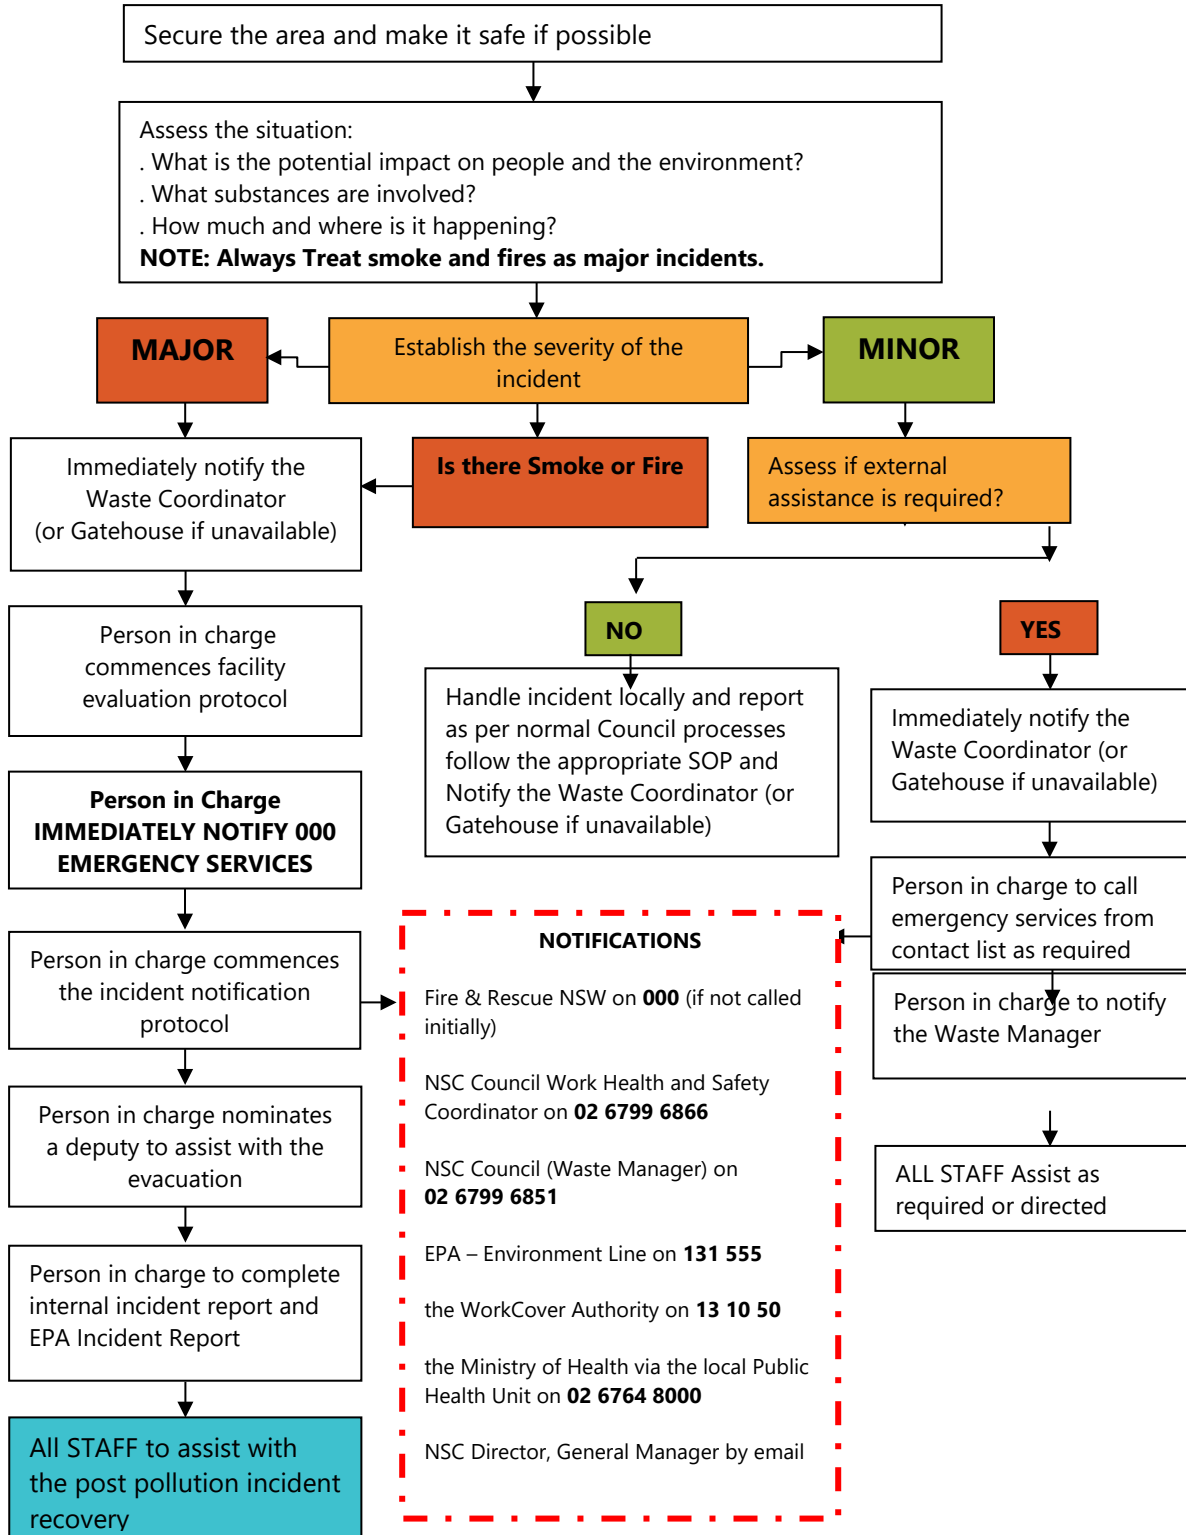 Secure the area and make it safe if possible
Assess the situation:
. What is the potential impact on people and the environment?
. What substances are involved?
. How much and where is it happening?
NOTE: Always Treat smoke and fires as major incidents.
MAJOR
Establish the severity of the
incident
MINOR
Immediately notify the
Waste Coordinator
(or Gatehouse if unavailable)
Is there Smoke or Fire
Assess if external
assistance is required?
Person in charge
commences facility
evaluation protocol
NO
YES
Handle incident locally and report
as per normal Council processes
follow the appropriate SOP and
Notify the Waste Coordinator (or
Gatehouse if unavailable)
Immediately notify the
Waste Coordinator (or
Gatehouse if unavailable)
Person in Charge
IMMEDIATELY NOTIFY 000
EMERGENCY SERVICES
Person in charge to call
emergency services from
contact list as required
Person in charge commences
the incident notification
protocol
NOTIFICATIONS
Fire & Rescue NSW on 000 (if not called
initially)
NSC Council Work Health and Safety
Coordinator on 02 6799 6866
NSC Council (Waste Manager) on
02 6799 6851
EPA – Environment Line on 131 555
the WorkCover Authority on 13 10 50
the Ministry of Health via the local Public
Health Unit on 02 6764 8000
NSC Director, General Manager by email
Person in charge to notify
the Waste Manager
Person in charge nominates
a deputy to assist with the
evacuation
ALL STAFF Assist as
required or directed
Person in charge to complete
internal incident report and
EPA Incident Report
All STAFF to assist with
the post pollution incident
recovery